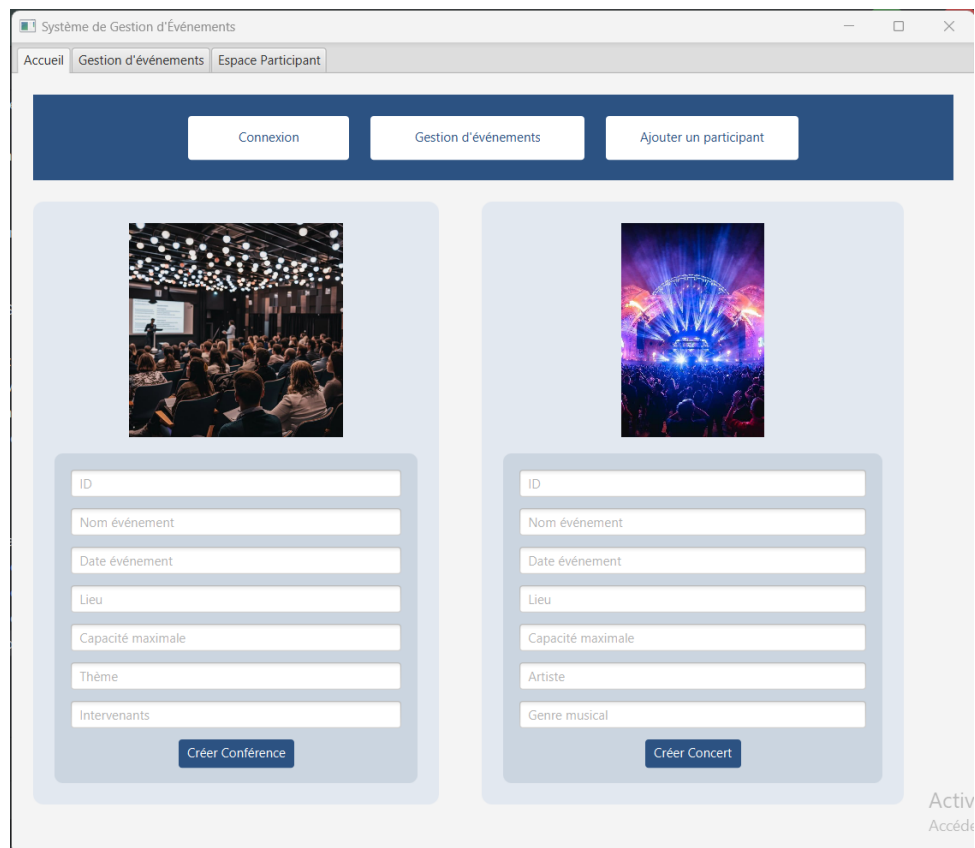 Système de Gestion d'Événements
Accueil Gestion d'événements Espace Participant
Connexion Gestion d'événements Ajouter un participant
ID
Nom événement
Date événement
Lieu
Capacité maximale
Thème
Intervenants
Créer Conférence
ID
Nom événement
Date événement
Lieu
Capacité maximale
Artiste
Genre musical
Créer Concert
Activ
Accéde